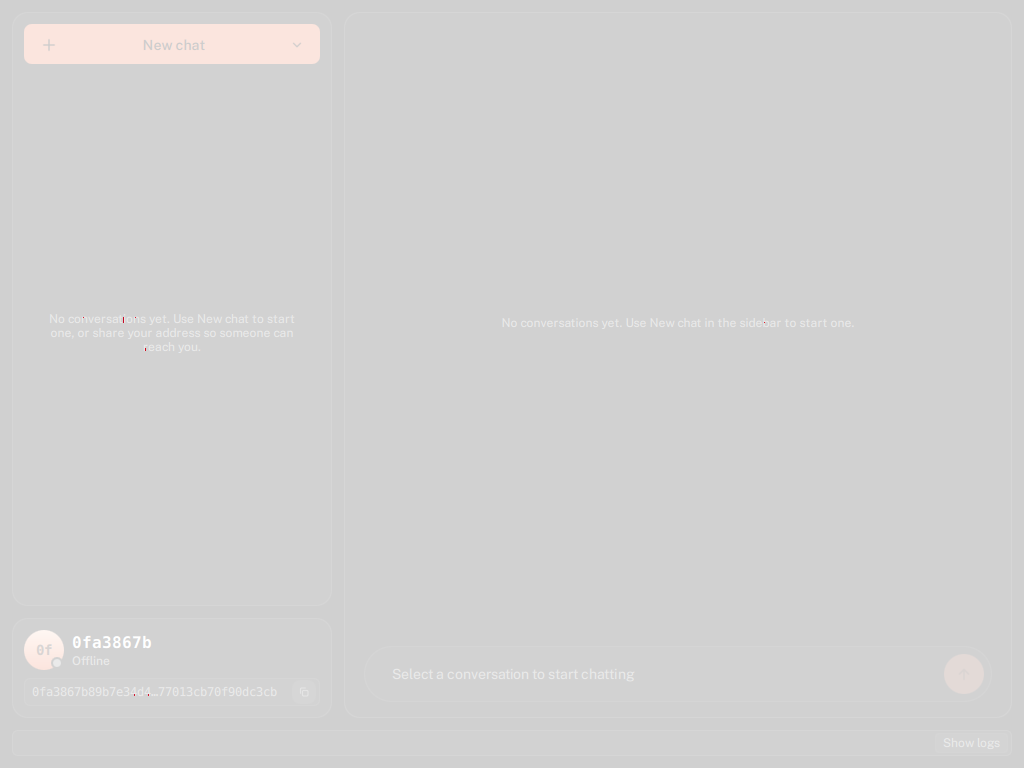 New chat
No conversations yet. Use New chat to start
one, or share your address so someone can
reach you.
No conversations yet. Use New chat in the sidebar to start one.
0f
0fa3867b
Offline
0fa3867b89b7e34d4…77013cb70f90dc3cb
Select a conversation to start chatting
Show logs